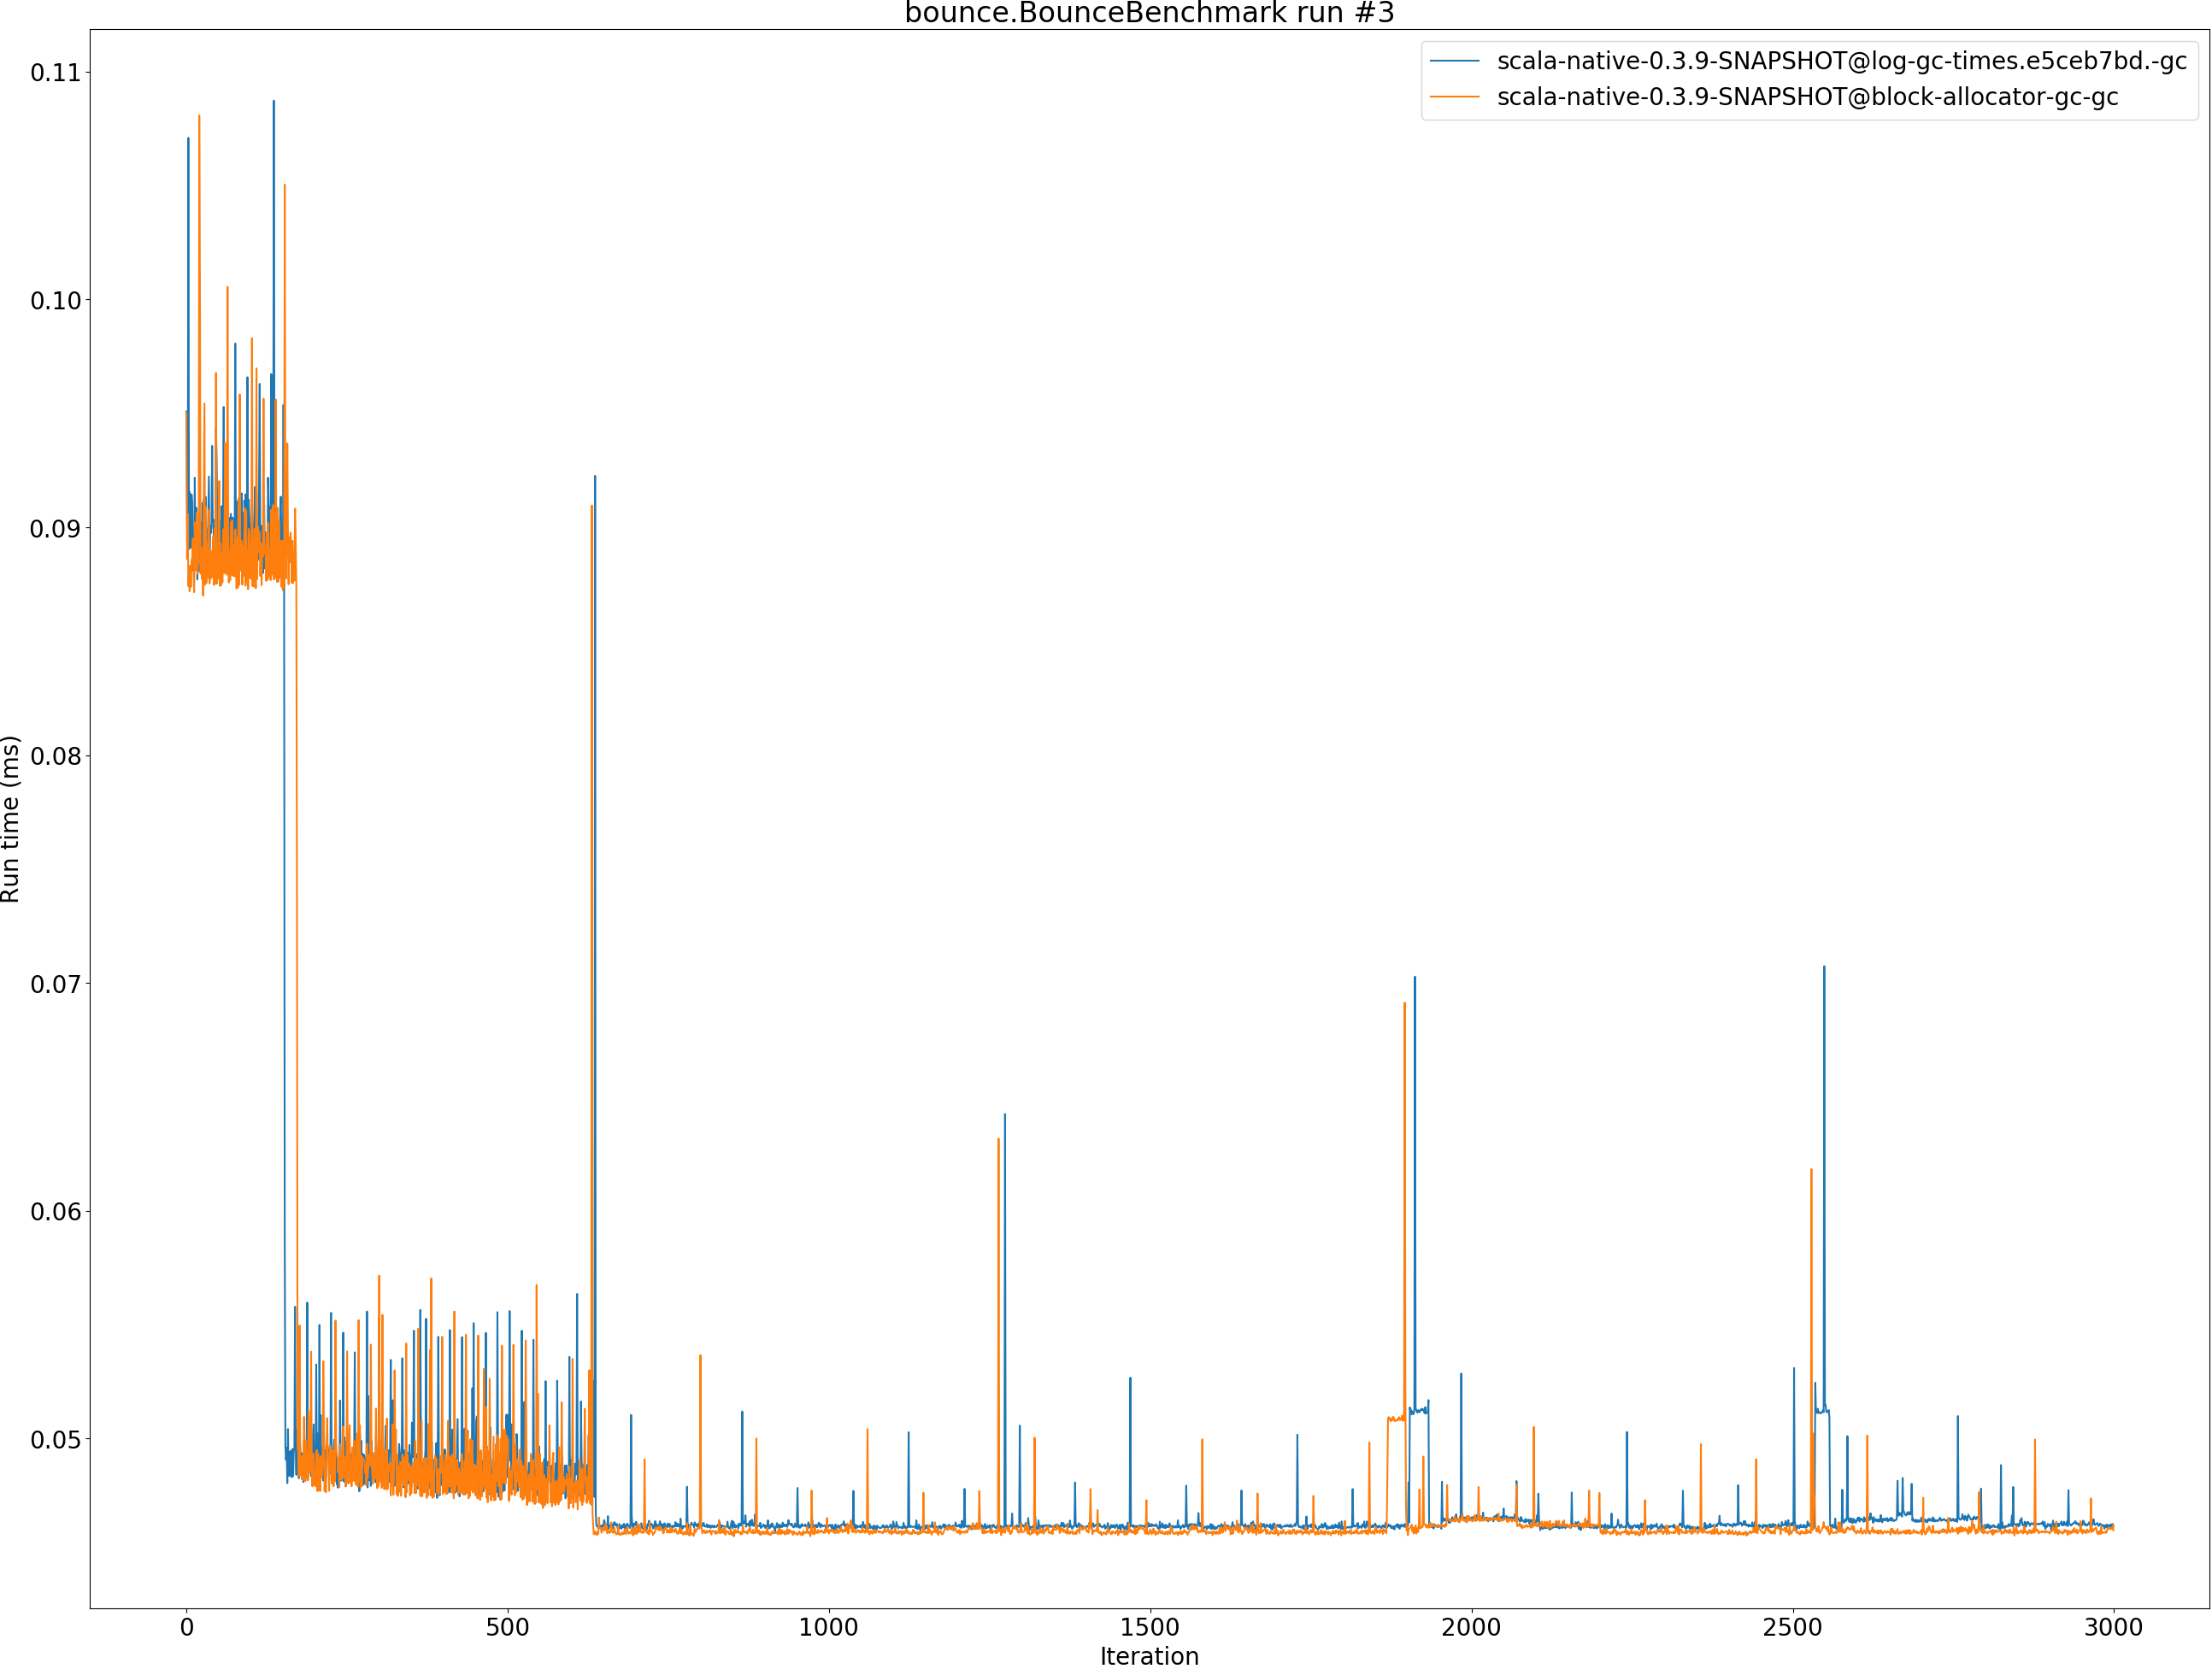 bounce.BounceBenchmark run #3
scala-native-0.3.9-SNAPSHOT@log-gc-times.e5ceb7bd.-gc
scala-native-0.3.9-SNAPSHOT@block-allocator-gc-gc
Run time (ms)
0.11
0.10
0.09
0.08
0.07
0.06
0.05
0
500
1000
1500
2000
2500
3000
Iteration